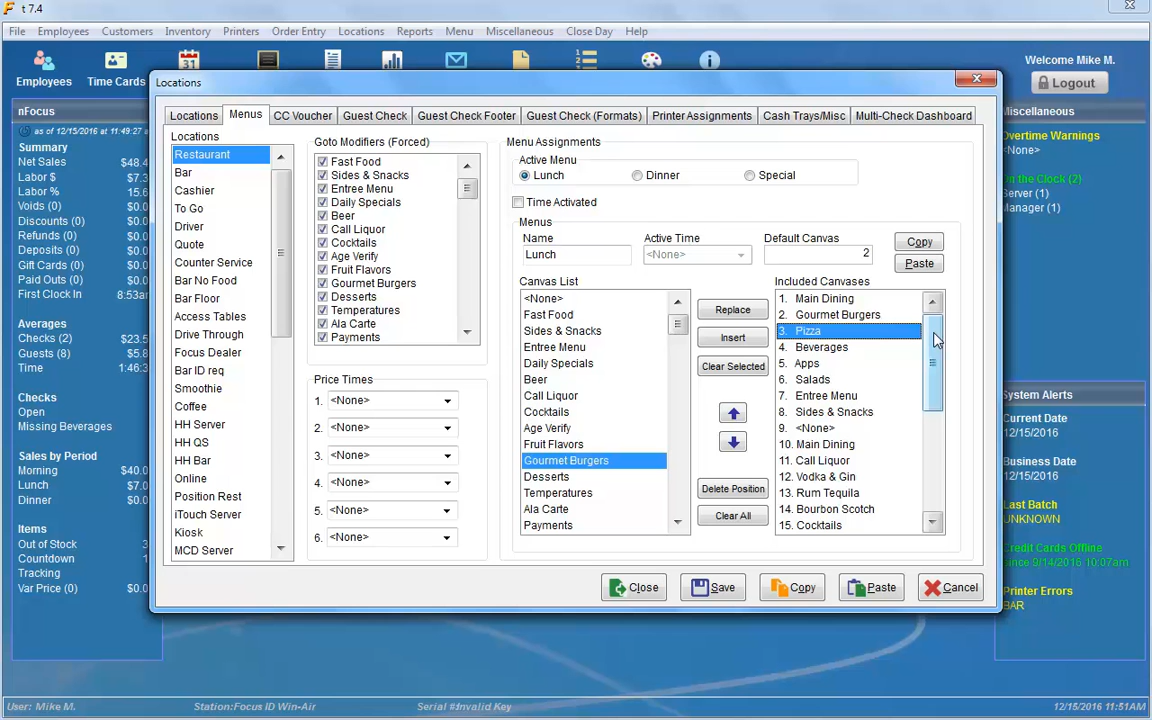 t 7.4
File Employees Customers Inventory Printers Order Entry Locations Reports Menu Miscellaneous Close Day Help
Employees Time Cards
Welcome Mike M.
Logout
nFocus
as of 12/15/2016 at 11:49:27
Summary
Net Sales $48.4
Labor $ $7.3
Labor % 15.6
Voids (0) $0.0
Discounts (0) $0.0
Refunds (0) $0.0
Deposits (0) $0.0
Gift Cards (0) $0.0
Paid Outs (0) $0.0
First Clock In 8:53a
Averages
Checks (2) $23.5
Guests (8) $5.8
Time 1:46:3
Checks
Open
Missing Beverages
Sales by Period
Morning $40.0
Lunch $7.0
Dinner $0.0
Items
Out of Stock 3
Countdown 1
Tracking
Var Price (0) $0.0
Locations
Locations Menus CC Voucher Guest Check Guest Check Footer Guest Check (Formats) Printer Assignments Cash Trays/Misc Multi-Check Dashboard
Locations
Restaurant
Bar
Cashier
To Go
Driver
Quote
Counter Service
Bar No Food
Bar Floor
Access Tables
Drive Through
Focus Dealer
Bar ID req
Smoothie
Coffee
HH Server
HH QS
HH Bar
Online
Position Rest
iTouch Server
Kiosk
MCD Server
Goto Modifiers (Forced)
Fast Food
Sides & Snacks
Entree Menu
Daily Specials
Beer
Call Liquor
Cocktails
Age Verify
Fruit Flavors
Gourmet Burgers
Desserts
Temperatures
Ala Carte
Payments
Price Times
1. <None>
2. <None>
3. <None>
4. <None>
5. <None>
6. <None>
Menu Assignments
Active Menu
Lunch Dinner Special
Time Activated
Menus
Name Active Time Default Canvas
Lunch <None> 2
Copy
Paste
Canvas List
<None>
Fast Food
Sides & Snacks
Entree Menu
Daily Specials
Beer
Call Liquor
Cocktails
Age Verify
Fruit Flavors
Gourmet Burgers
Desserts
Temperatures
Ala Carte
Payments
Replace
Insert
Clear Selected
Delete Position
Clear All
Included Canvases
1. Main Dining
2. Gourmet Burgers
3. Pizza
4. Beverages
5. Apps
6. Salads
7. Entree Menu
8. Sides & Snacks
9. <None>
10. Main Dining
11. Call Liquor
12. Vodka & Gin
13. Rum Tequila
14. Bourbon Scotch
15. Cocktails
Close Save Copy Paste Cancel
Miscellaneous
Overtime Warnings
<None>
On the Clock (2)
Server (1)
Manager (1)
System Alerts
Current Date
12/15/2016
Business Date
12/15/2016
Last Batch
UNKNOWN
Credit Cards Offline
Since 9/14/2016 10:07am
Printer Errors
BAR
User: Mike M. Station:Focus ID Win-Air Serial #:Invalid Key 12/15/2016 11:51AM